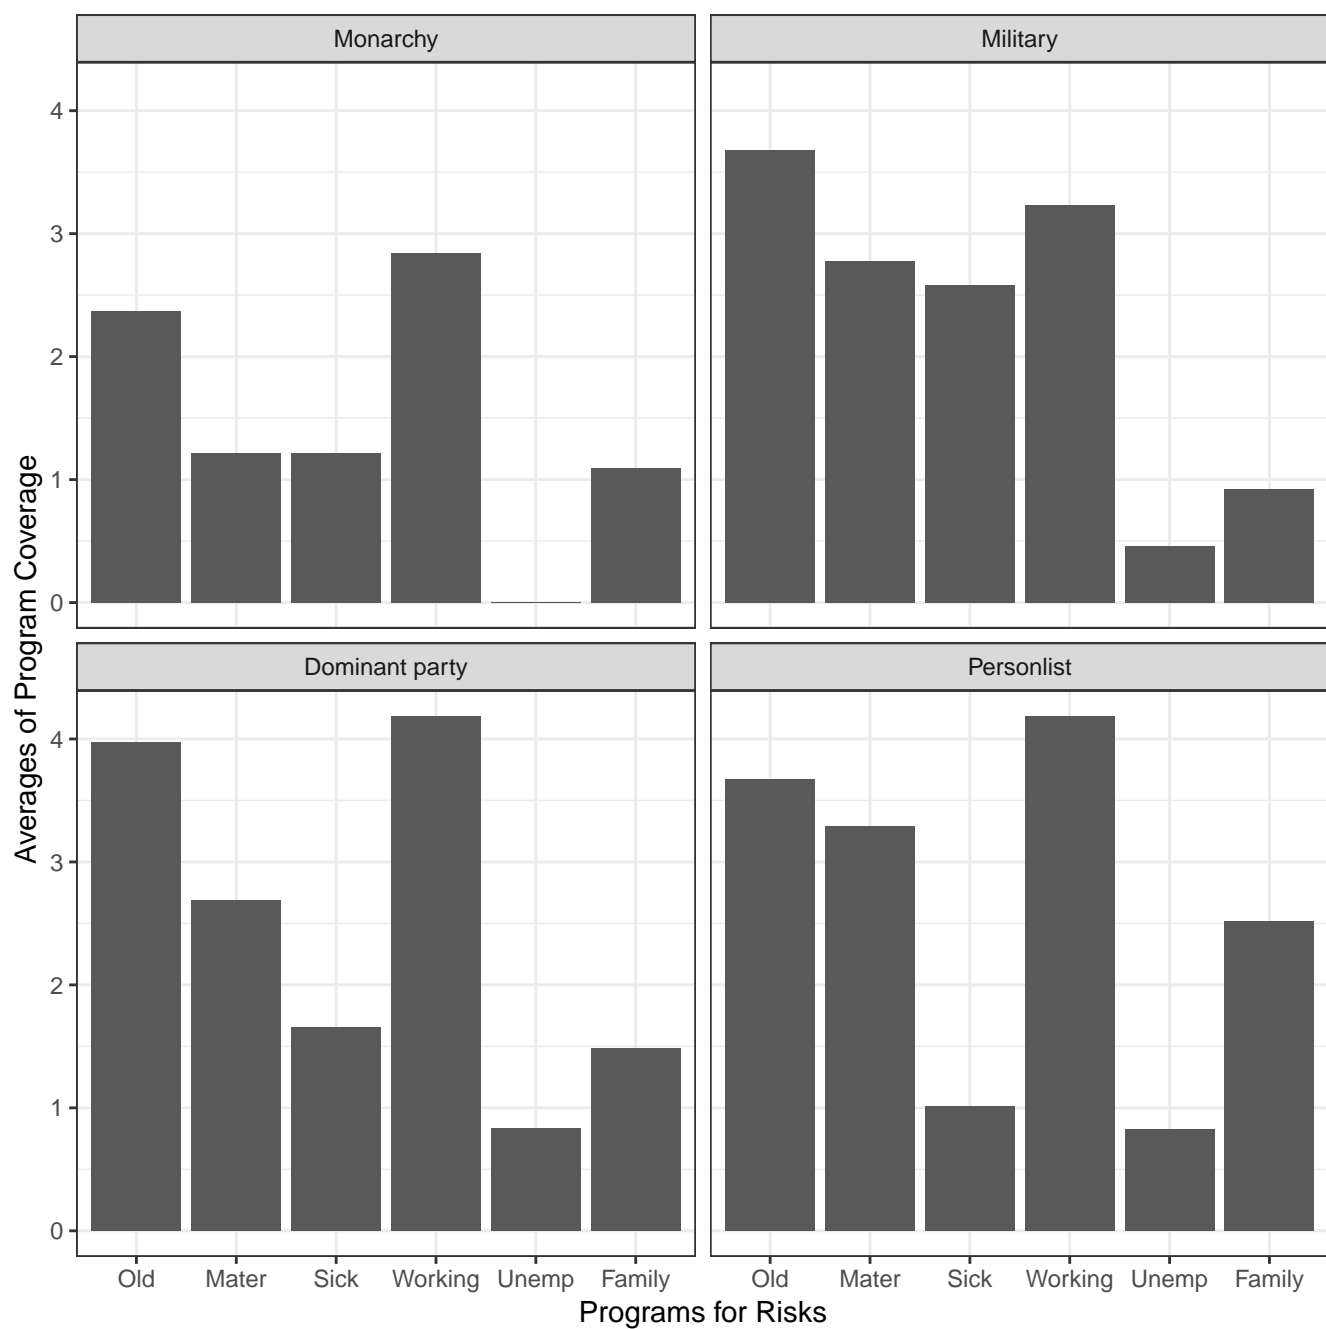 Monarchy
Military
4
3
2
1
0
Dominant party
Personlist
4
3
2
1
0
Old Mater Sick Working Unemp Family
Old Mater Sick Working Unemp Family
Programs for Risks
Averages of Program Coverage